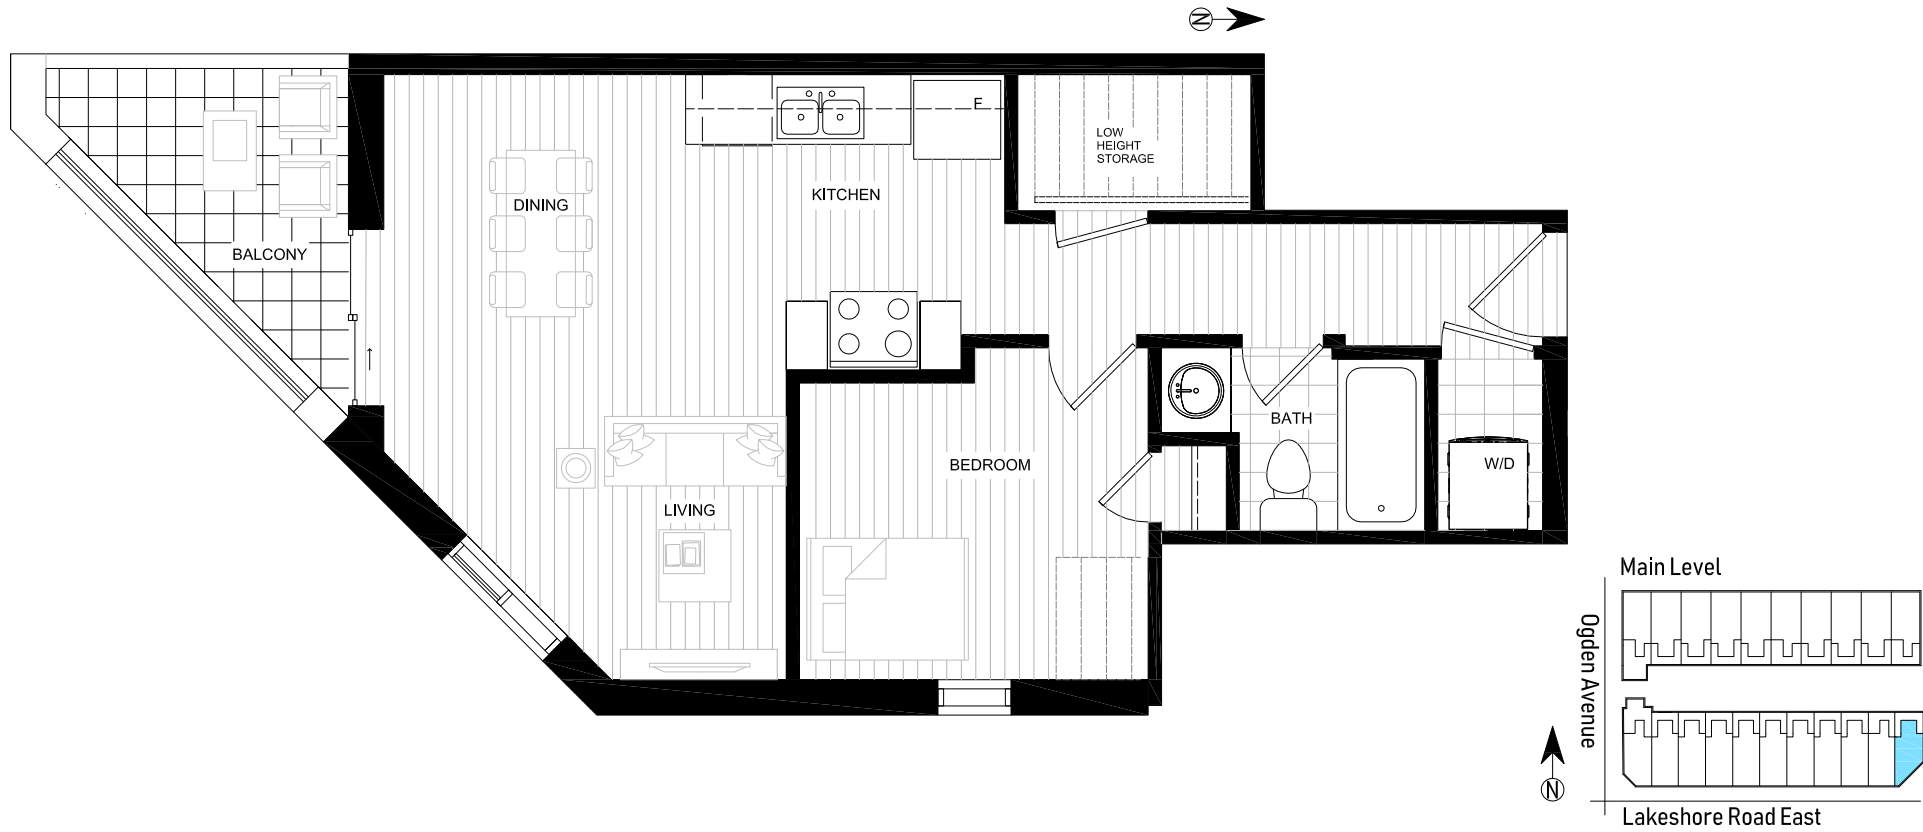 N
F
LOW
HEIGHT
STORAGE
KITCHEN
DINING
BALCONY
BATH
BEDROOM
W/D
LIVING
Main Level
Ogden Avenue
N
Lakeshore Road East